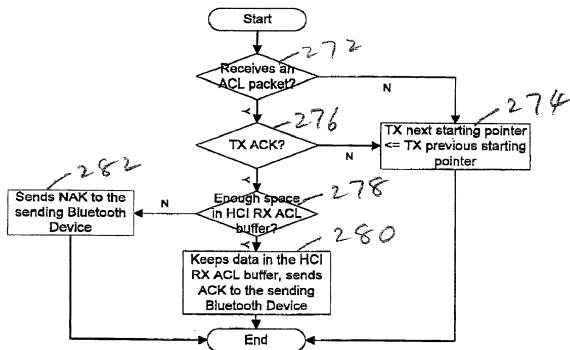 Start
272
Receives an
ACL packet?
N
274
Y
276
TX ACK?
N
TX next starting pointer
<= TX previous starting
pointer
282
Y
278
Sends NAK to the
sending Bluetooth
Device
N
Enough space
in HCI RX ACL
buffer?
280
Y
Keeps data in the HCI
RX ACL buffer, sends
ACK to the sending
Bluetooth Device
End